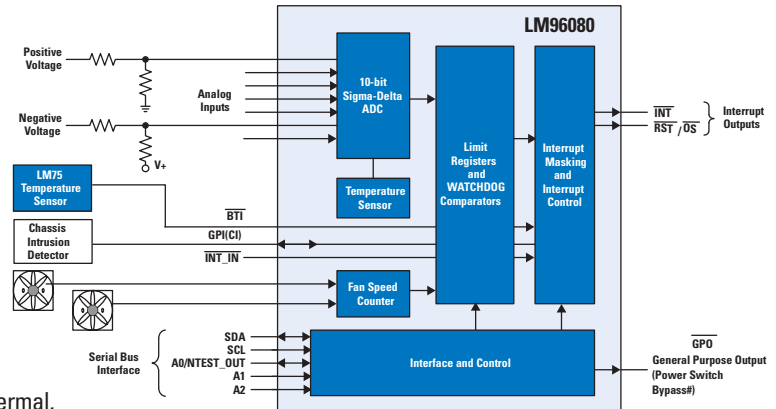 LM96080
Positive
Voltage
Analog
Inputs
Negative
Voltage
V+
10-bit
Sigma-Delta
ADC
Temperature
Sensor
Limit
Registers
and
WATCHDOG
Comparators
Interrupt
Masking
and
Interrupt
Control
INT
RST / OS
Interrupt
Outputs
LM75
Temperature
Sensor
BTI
Chassis
Intrusion
Detector
GPI(CI)
INT_IN
Fan Speed
Counter
Serial Bus
Interface
SDA
SCL
A0/NTEST_OUT
A1
A2
Interface and Control
GPO
General Purpose Output
(Power Switch
Bypass#)
ermal,